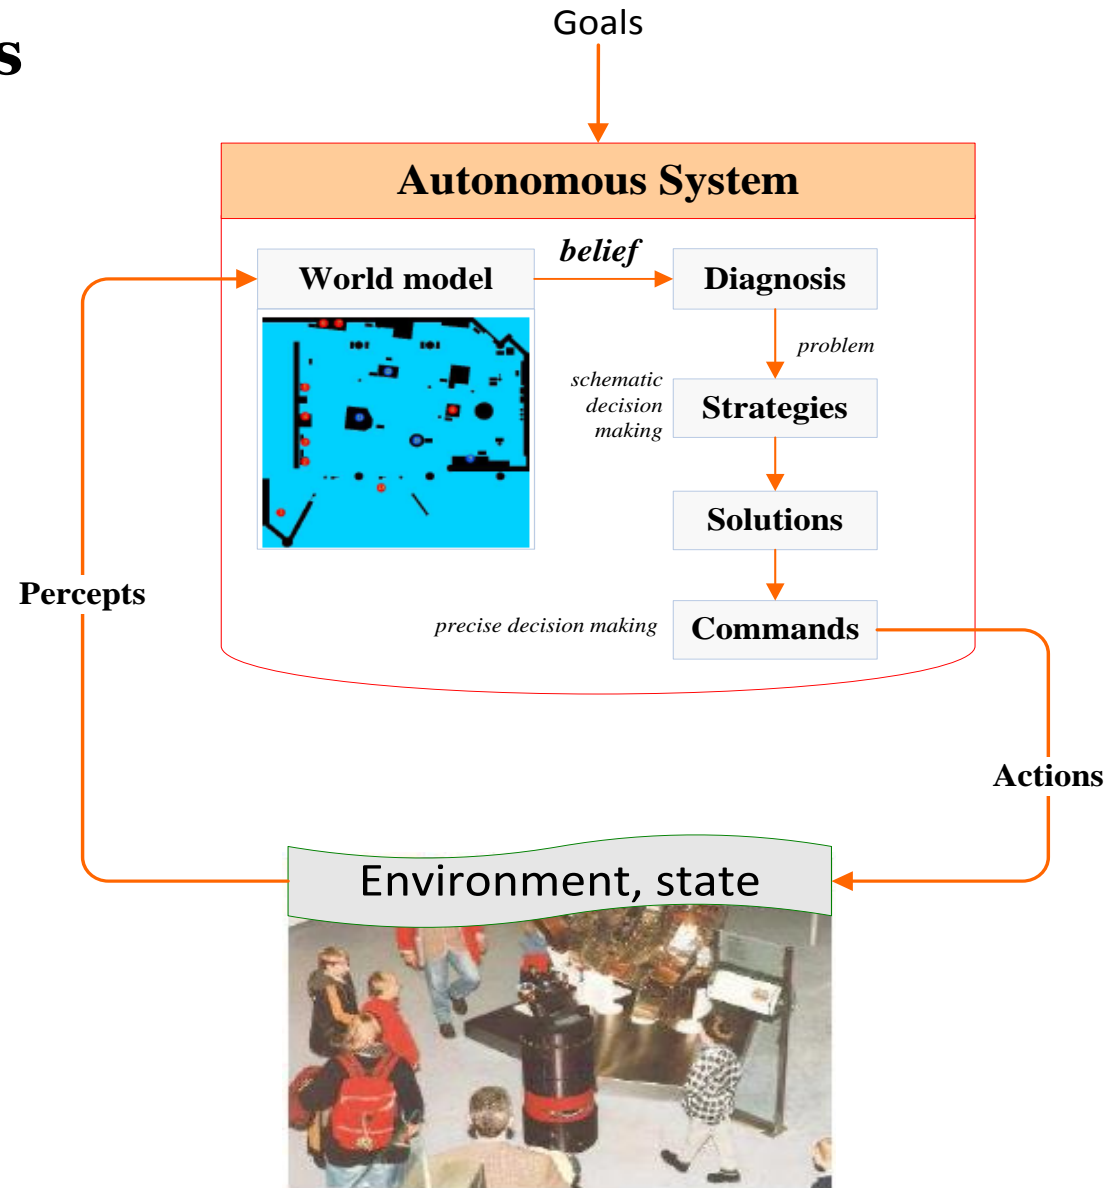 Goals
s
Autonomous System
belief
World model
Diagnosis
problem
schematic
decision
making
Strategies
Solutions
Percepts
precise decision making
Commands
Actions
Environment, state